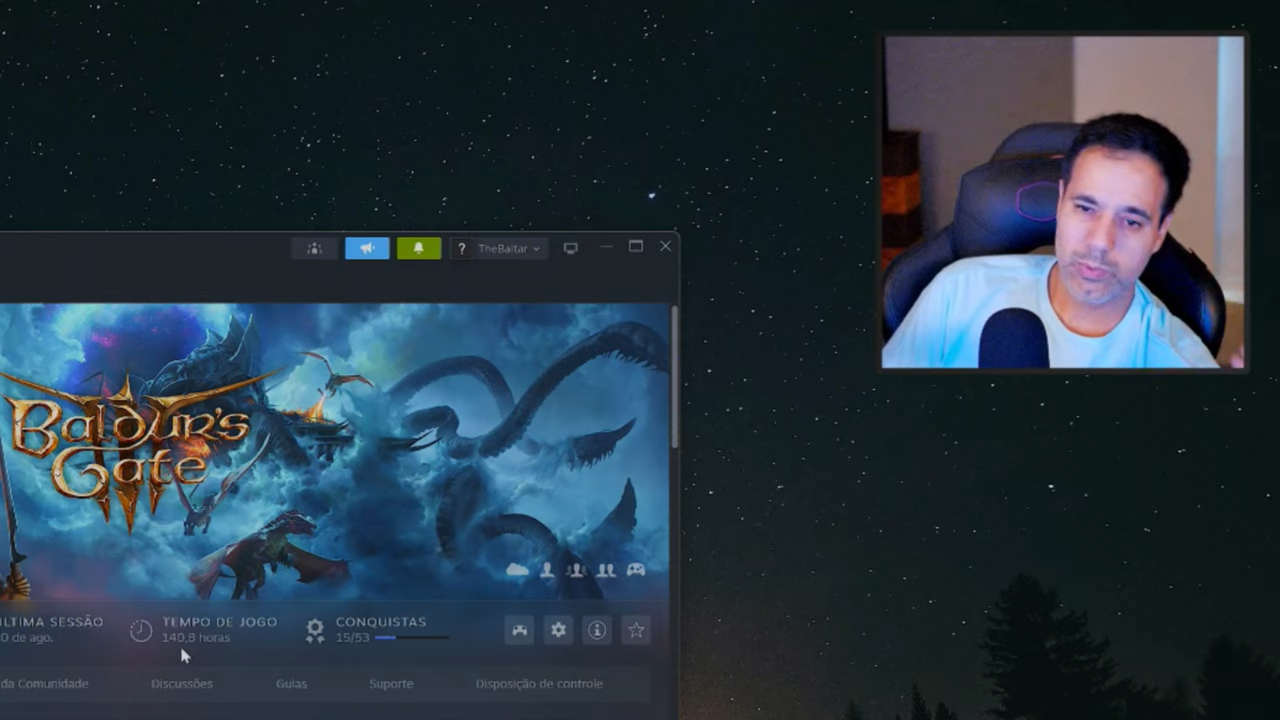 ? TheBaltar
Baldur's
Gate
III
ÚLTIMA SESSÃO
0 de ago.
TEMPO DE JOGO
140,8 horas
CONQUISTAS
15/53
da Comunidade
Discussões
Guias
Suporte
Disposição de controle